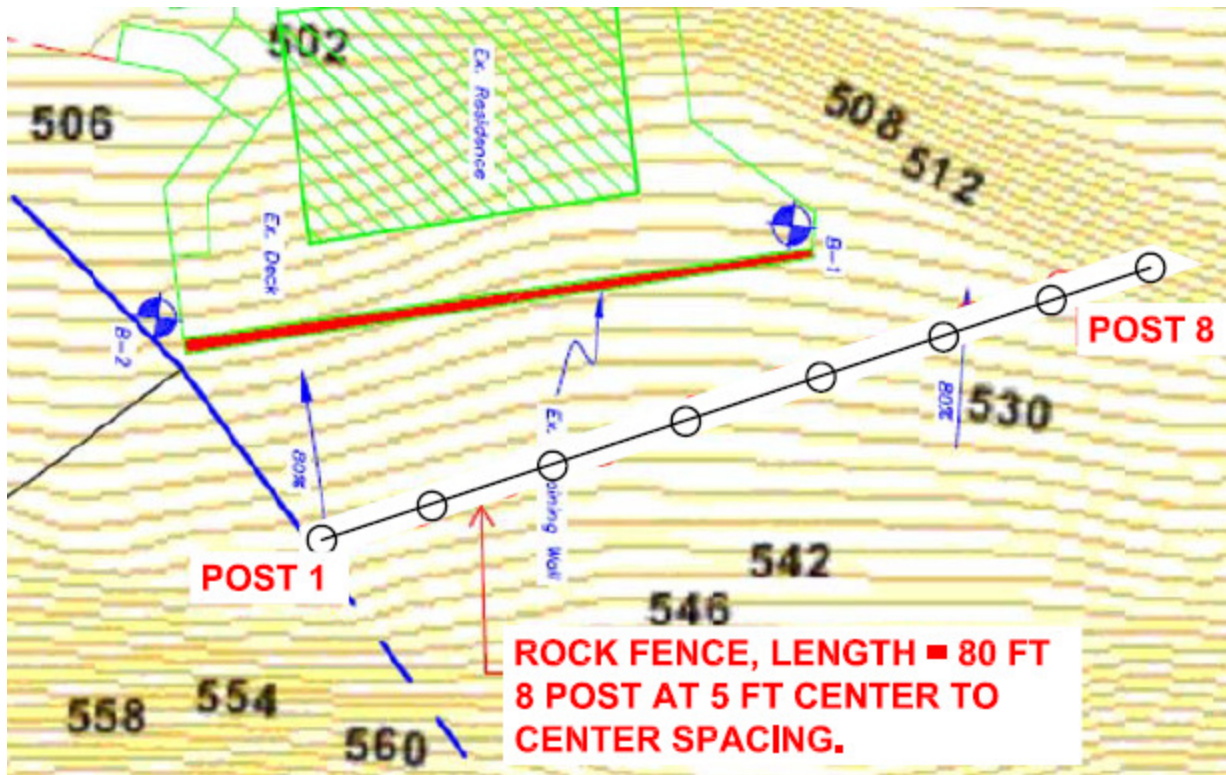 502
506
Ex. Residence
508
512
Ex. Deck
B-1
B-2
POST 8
80%
530
80%
Ex.
aining Wall
POST 1
542
546
ROCK FENCE, LENGTH = 80 FT
8 POST AT 5 FT CENTER TO
CENTER SPACING.
554
558
560